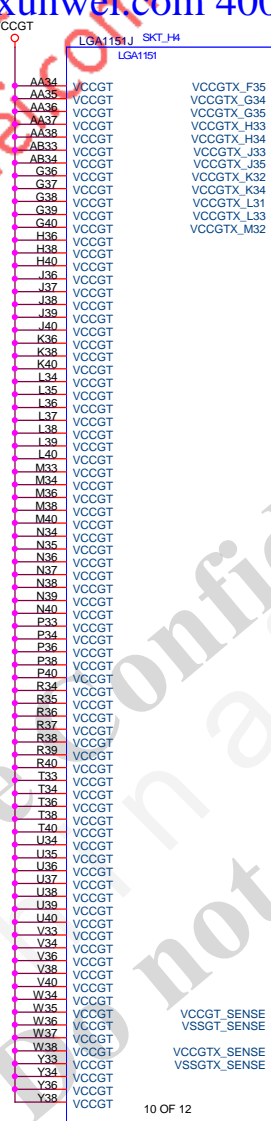 xunwei.com 400
CCGT
LGA1151J SKT_H4
LGA1151
AA34 VCCGT VCCGTX_F35
AA35 VCCGT VCCGTX_G34
AA36 VCCGT VCCGTX_G35
AA37 VCCGT VCCGTX_H33
AA38 VCCGT VCCGTX_H34
AB33 VCCGT VCCGTX_J33
AB34 VCCGT VCCGTX_J35
G36 VCCGT VCCGTX_K32
G37 VCCGT VCCGTX_K34
G38 VCCGT VCCGTX_L31
G39 VCCGT VCCGTX_L33
G40 VCCGT VCCGTX_M32
H36 VCCGT
H38 VCCGT
H40 VCCGT
J36 VCCGT
J37 VCCGT
J38 VCCGT
J39 VCCGT
J40 VCCGT
K36 VCCGT
K38 VCCGT
K40 VCCGT
L34 VCCGT
L35 VCCGT
L36 VCCGT
L37 VCCGT
L38 VCCGT
L39 VCCGT
L40 VCCGT
M33 VCCGT
M34 VCCGT
M36 VCCGT
M38 VCCGT
M40 VCCGT
N34 VCCGT
N35 VCCGT
N36 VCCGT
N37 VCCGT
N38 VCCGT
N39 VCCGT
N40 VCCGT
P33 VCCGT
P34 VCCGT
P36 VCCGT
P38 VCCGT
P40 VCCGT
R34 VCCGT
R35 VCCGT
R36 VCCGT
R37 VCCGT
R38 VCCGT
R39 VCCGT
R40 VCCGT
T33 VCCGT
T34 VCCGT
T36 VCCGT
T38 VCCGT
T40 VCCGT
U34 VCCGT
U35 VCCGT
U36 VCCGT
U37 VCCGT
U38 VCCGT
U39 VCCGT
U40 VCCGT
V33 VCCGT
V34 VCCGT
V36 VCCGT
V38 VCCGT
V40 VCCGT
W34 VCCGT
W35 VCCGT VCCGT_SENSE
W36 VCCGT VSSGT_SENSE
W37 VCCGT
W38 VCCGT VCCGTX_SENSE
Y33 VCCGT VSSGTX_SENSE
Y34 VCCGT
Y36 VCCGT
Y38 VCCGT
10 OF 12
Do not